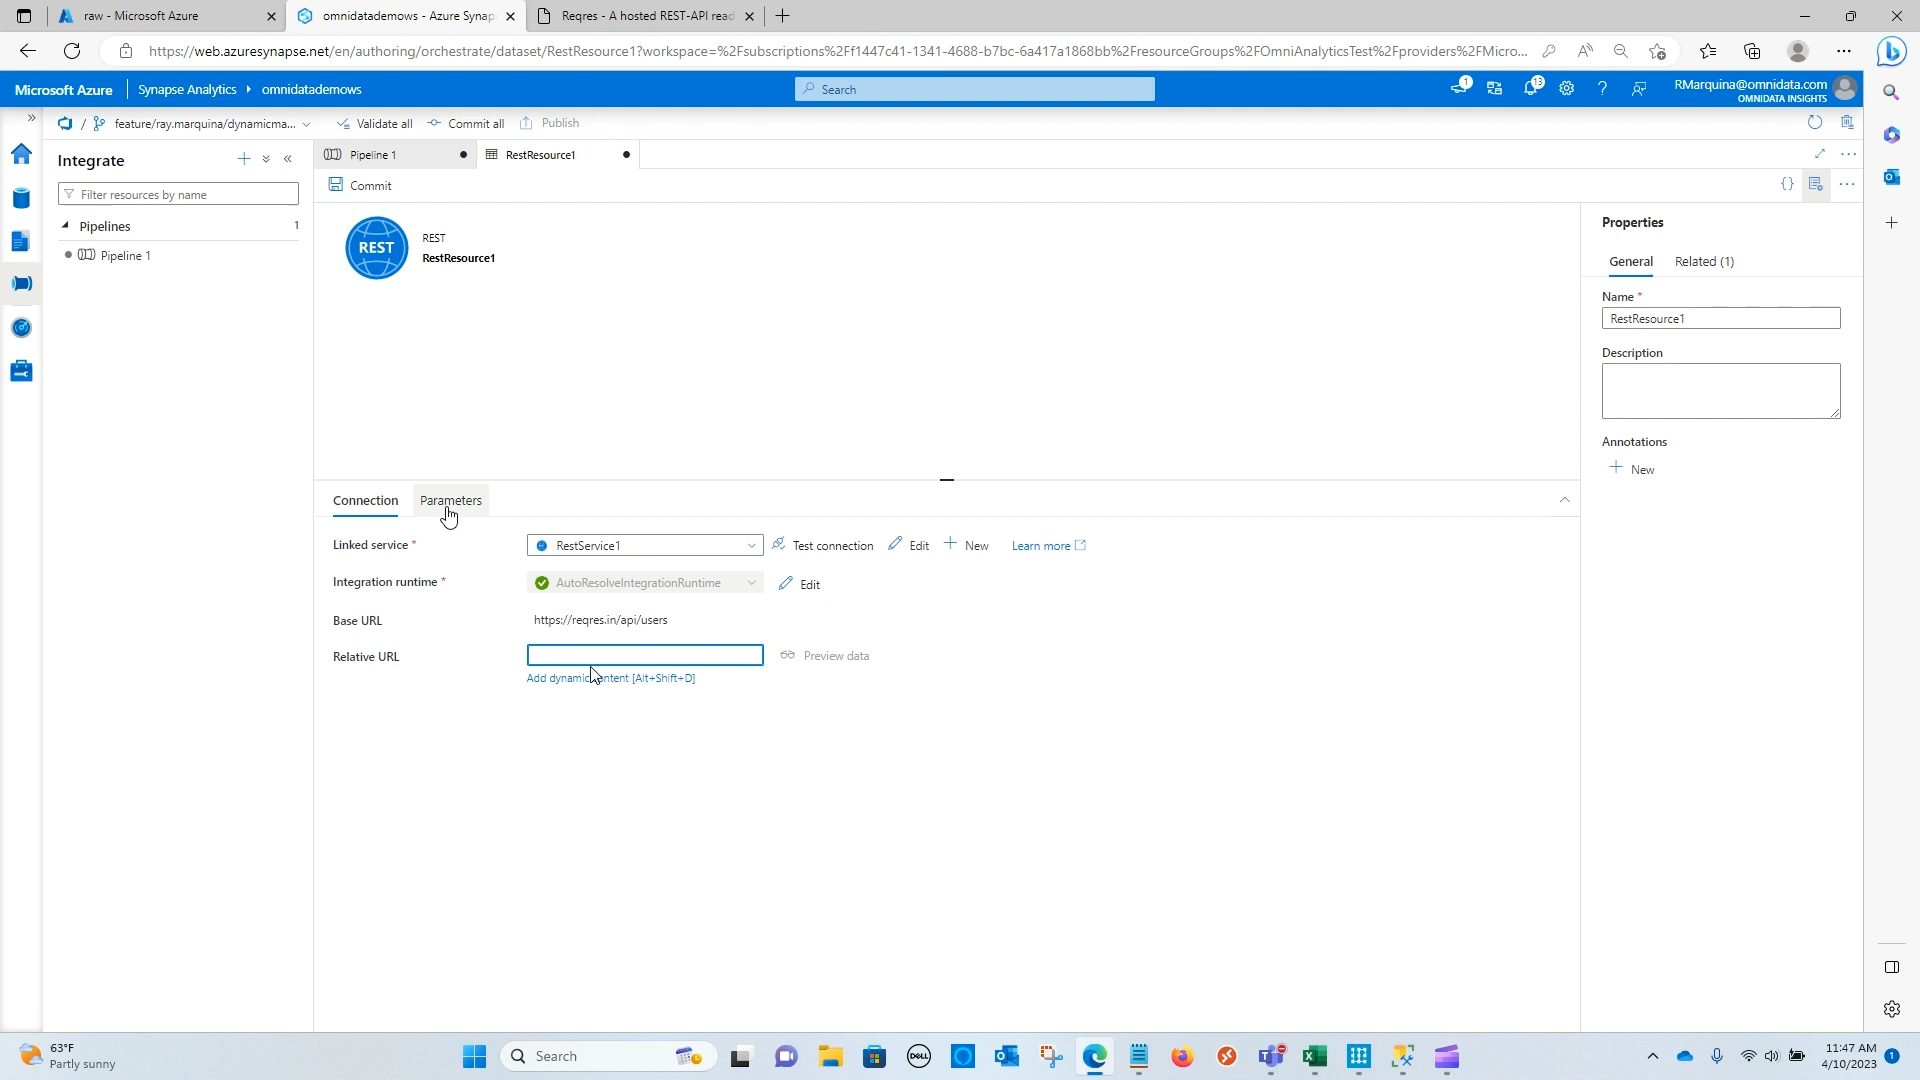 raw - Microsoft Azure
omnidatademows - Azure Synap
Reqres - A hosted REST-API read
https://web.azuresynapse.net/en/authoring/orchestrate/dataset/RestResource1?workspace=%2Fsubscriptions%2Ff1447c41-1341-4688-b7bc-6a417a1868bb%2FresourceGroups%2FOmniAnalyticsTest%2Fproviders%2FMicro...
Microsoft Azure
Synapse Analytics
omnidatademows
Search
1
13
RMarquina@omnidata.com
OMNIDATA INSIGHTS
/ feature/ray.marquina/dynamicma...
Validate all
Commit all
Publish
Integrate
Filter resources by name
Pipelines 1
Pipeline 1
Pipeline 1
RestResource1
Commit
REST
REST
RestResource1
Properties
General
Related (1)
Name *
RestResource1
Description
Annotations
New
Connection
Parameters
Linked service *
RestService1
Test connection
Edit
New
Learn more
Integration runtime *
AutoResolveIntegrationRuntime
Edit
Base URL
https://reqres.in/api/users
Relative URL
Preview data
Add dynamic [Alt+Shift+D]
63°F
Partly sunny
Search
DELL
11:47 AM
4/10/2023
1